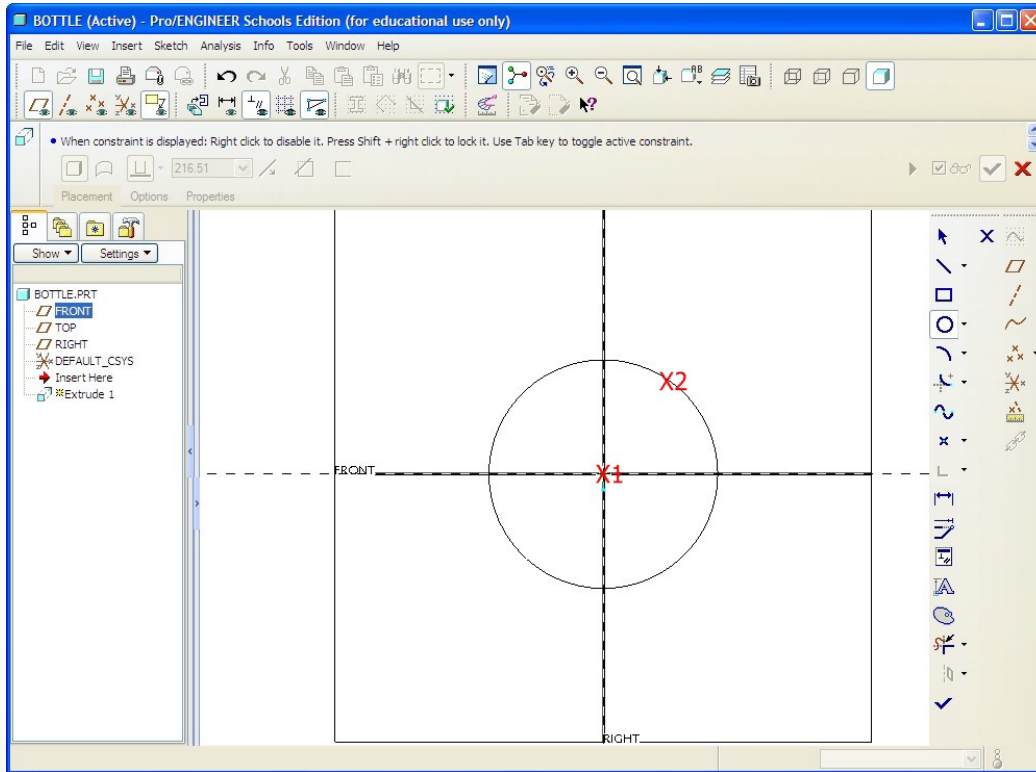 BOTTLE (Active) - Pro/ENGINEER Schools Edition (for educational use only)
File Edit View Insert Sketch Analysis Info Tools Window Help
• When constraint is displayed: Right click to disable it. Press Shift + right click to lock it. Use Tab key to toggle active constraint.
216.51
Placement Options Properties
Show Settings
BOTTLE.PRT
FRONT
TOP
RIGHT
DEFAULT_CSYS
Insert Here
Extrude 1
X2
FRONT
X1
RIGHT